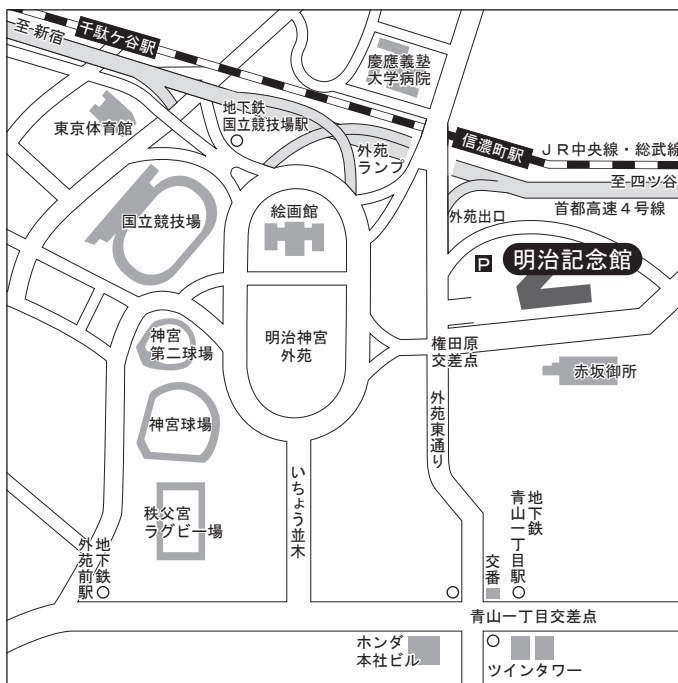 至 新宿
千駄ケ谷駅
慶應義塾
大学病院
地下鉄
国立競技場駅
東京体育館
外苑
ランプ
信濃町駅
JR中央線・総武線
至 四ツ谷
首都高速4号線
外苑出口
国立競技場
絵画館
P
明治記念館
神宮
第二球場
明治神宮
外苑
権田原
交差点
赤坂御所
神宮球場
外苑東通り
いちょう並木
秩父宮
ラグビー場
地下鉄
外苑前駅
地下鉄
青山一丁目駅
交番
青山一丁目交差点
ホンダ
本社ビル
ツインタワー